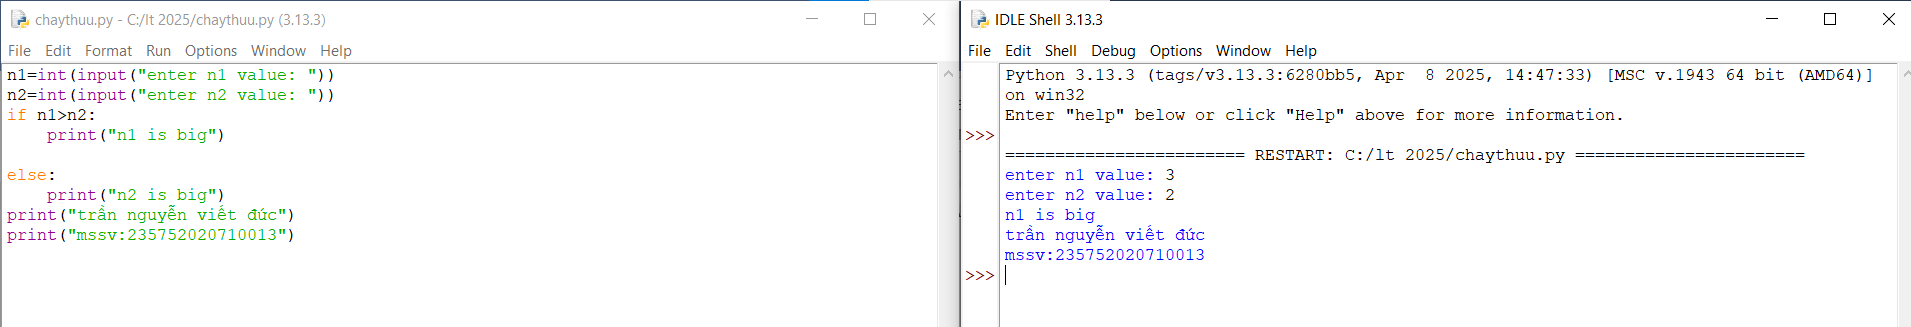 chaythuu.py - C:/lt 2025/chaythuu.py (3.13.3)
File Edit Format Run Options Window Help
n1=int(input("enter n1 value: "))
n2=int(input("enter n2 value: "))
if n1>n2:
    print("n1 is big")
else:
    print("n2 is big")
print("trần nguyễn viết đức")
print("mssv:235752020710013")
IDLE Shell 3.13.3
File Edit Shell Debug Options Window Help
Python 3.13.3 (tags/v3.13.3:6280bb5, Apr  8 2025, 14:47:33) [MSC v.1943 64 bit (AMD64)]
on win32
Enter "help" below or click "Help" above for more information.
>>>
======================== RESTART: C:/lt 2025/chaythuu.py =======================
enter n1 value: 3
enter n2 value: 2
n1 is big
trần nguyễn viết đức
mssv:235752020710013
>>>